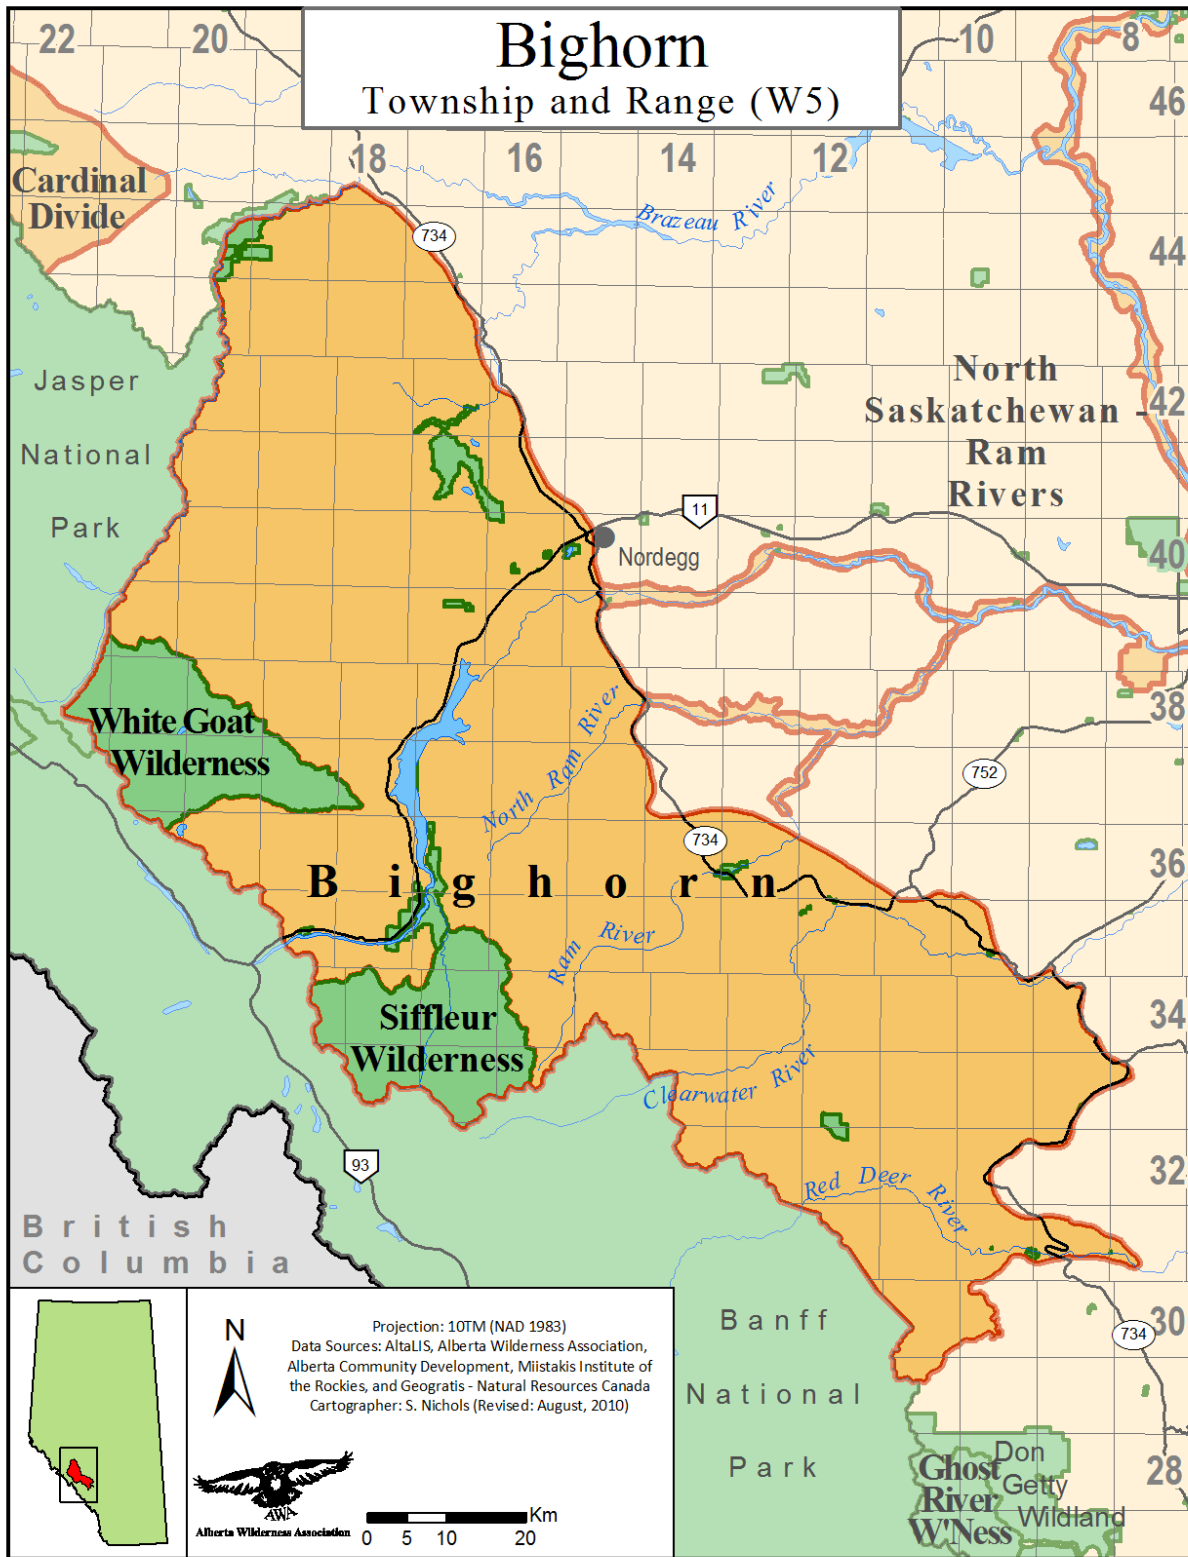 Bighorn
Township and Range (W5)
22
20
10
8
46
18
16
14
12
Cardinal
Divide
Brazeau River
734
44
Jasper
National
Park
North
Saskatchewan -
Ram
Rivers
42
11
Nordegg
40
White Goat
Wilderness
North Ram River
38
752
734
36
Bighorn
Ram River
Siffleur
Wilderness
34
Clearwater River
93
32
Red Deer River
British
Columbia
Banff
National
Park
734
30
Don
Getty
Wildland
Ghost
River
W'Ness
28
N
Projection: 10TM (NAD 1983)
Data Sources: AltaLIS, Alberta Wilderness Association,
Alberta Community Development, Miistakis Institute of
the Rockies, and Geogratis - Natural Resources Canada
Cartographer: S. Nichols (Revised: August, 2010)
AWA
Alberta Wilderness Association
Km
0 5 10 20